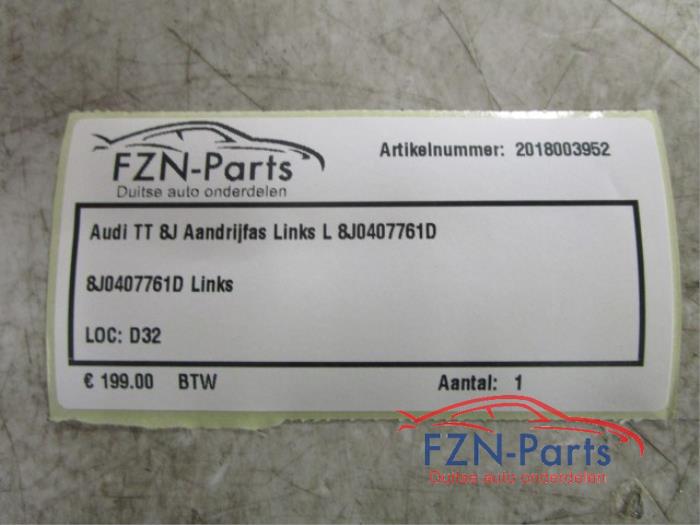 FZN-Parts
Duitse auto onderdelen
Artikelnummer: 2018003952
Audi TT 8J Aandrijfas Links L 8J0407761D
8J0407761D Links
LOC: D32
€ 199.00 BTW Aantal: 1
FZN-Parts
Duitse auto onderdelen